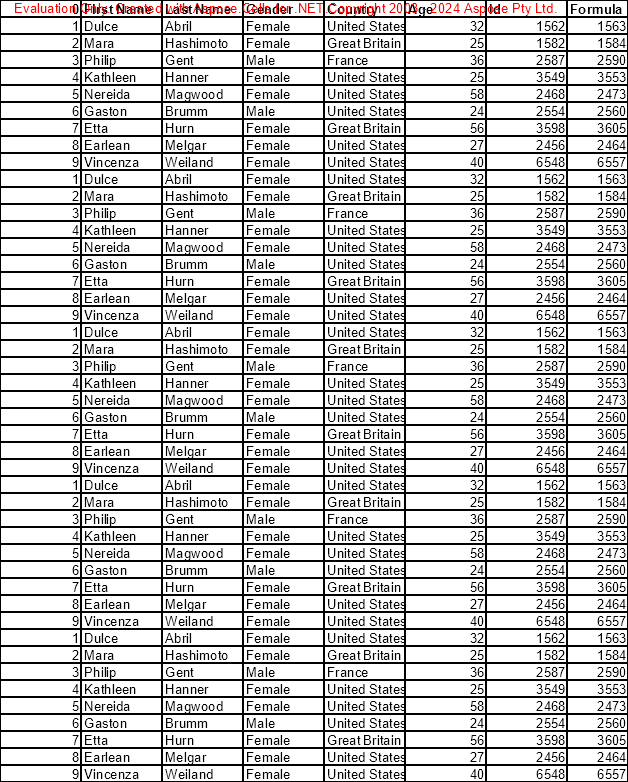 Evaluation Only. Created with Aspose.Cells for .NET.Copyright 2003 - 2024 Aspose Pty Ltd.
First Name Last Name Gender Country Age Id Formula
1 Dulce Abril Female United States 32 1562 1563
2 Mara Hashimoto Female Great Britain 25 1582 1584
3 Philip Gent Male France 36 2587 2590
4 Kathleen Hanner Female United States 25 3549 3553
5 Nereida Magwood Female United States 58 2468 2473
6 Gaston Brumm Male United States 24 2554 2560
7 Etta Hurn Female Great Britain 56 3598 3605
8 Earlean Melgar Female United States 27 2456 2464
9 Vincenza Weiland Female United States 40 6548 6557
1 Dulce Abril Female United States 32 1562 1563
2 Mara Hashimoto Female Great Britain 25 1582 1584
3 Philip Gent Male France 36 2587 2590
4 Kathleen Hanner Female United States 25 3549 3553
5 Nereida Magwood Female United States 58 2468 2473
6 Gaston Brumm Male United States 24 2554 2560
7 Etta Hurn Female Great Britain 56 3598 3605
8 Earlean Melgar Female United States 27 2456 2464
9 Vincenza Weiland Female United States 40 6548 6557
1 Dulce Abril Female United States 32 1562 1563
2 Mara Hashimoto Female Great Britain 25 1582 1584
3 Philip Gent Male France 36 2587 2590
4 Kathleen Hanner Female United States 25 3549 3553
5 Nereida Magwood Female United States 58 2468 2473
6 Gaston Brumm Male United States 24 2554 2560
7 Etta Hurn Female Great Britain 56 3598 3605
8 Earlean Melgar Female United States 27 2456 2464
9 Vincenza Weiland Female United States 40 6548 6557
1 Dulce Abril Female United States 32 1562 1563
2 Mara Hashimoto Female Great Britain 25 1582 1584
3 Philip Gent Male France 36 2587 2590
4 Kathleen Hanner Female United States 25 3549 3553
5 Nereida Magwood Female United States 58 2468 2473
6 Gaston Brumm Male United States 24 2554 2560
7 Etta Hurn Female Great Britain 56 3598 3605
8 Earlean Melgar Female United States 27 2456 2464
9 Vincenza Weiland Female United States 40 6548 6557
1 Dulce Abril Female United States 32 1562 1563
2 Mara Hashimoto Female Great Britain 25 1582 1584
3 Philip Gent Male France 36 2587 2590
4 Kathleen Hanner Female United States 25 3549 3553
5 Nereida Magwood Female United States 58 2468 2473
6 Gaston Brumm Male United States 24 2554 2560
7 Etta Hurn Female Great Britain 56 3598 3605
8 Earlean Melgar Female United States 27 2456 2464
9 Vincenza Weiland Female United States 40 6548 6557